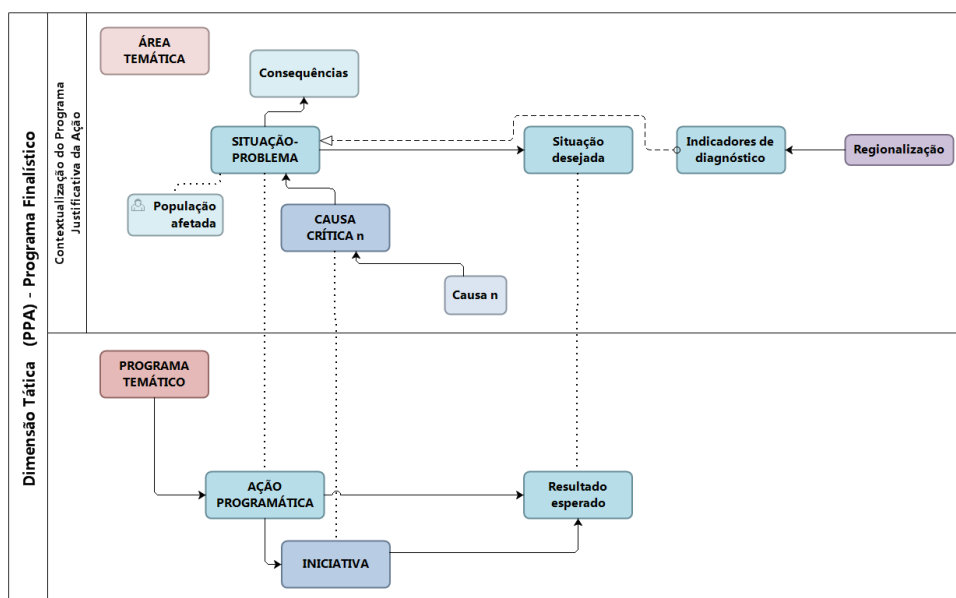 Dimensão Tática (PPA) - Programa Finalístico
Contextualização do Programa
Justificativa da Ação
ÁREA
TEMÁTICA
Consequências
SITUAÇÃO-
PROBLEMA
Situação
desejada
Indicadores de
diagnóstico
Regionalização
População
afetada
CAUSA
CRÍTICA n
Causa n
PROGRAMA
TEMÁTICO
AÇÃO
PROGRAMÁTICA
Resultado
esperado
INICIATIVA